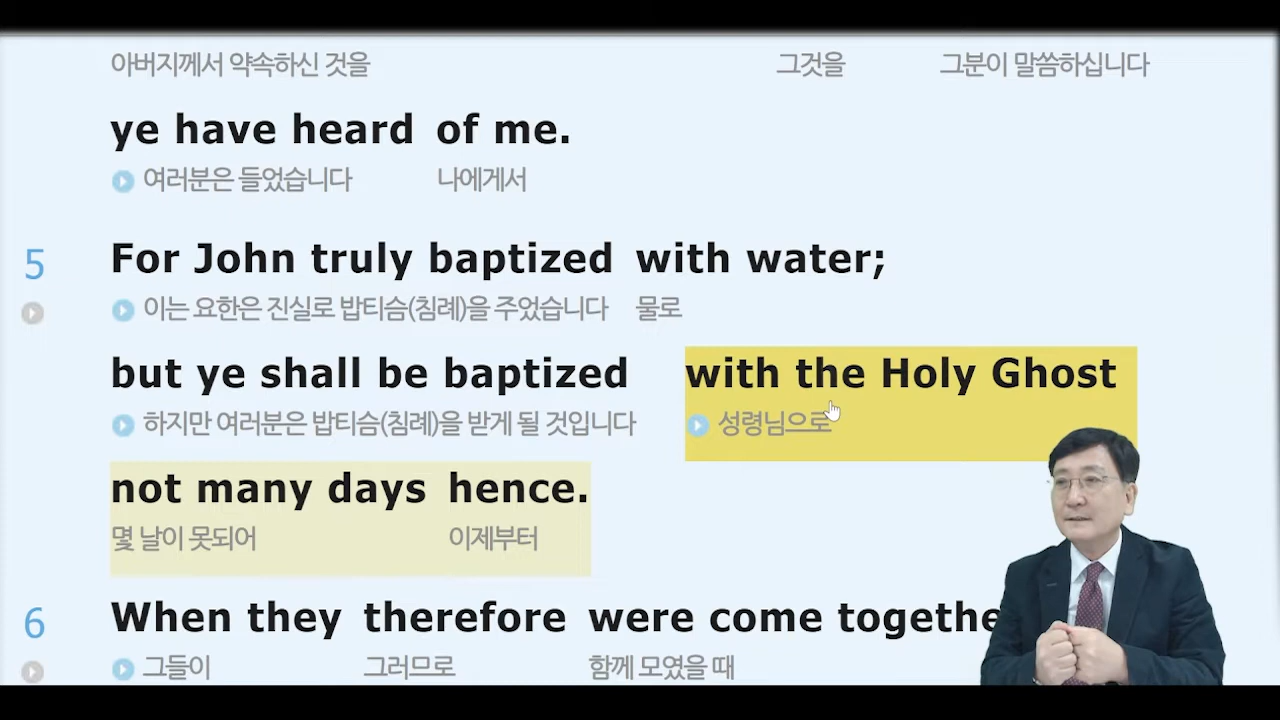 아버지께서 약속하신 것을 그것을 그분이 말씀하십니다
ye have heard of me.
여러분은 들었습니다 나에게서
5 For John truly baptized with water;
이는 요한은 진실로 밥티슴(침례)을 주었습니다 물로
but ye shall be baptized with the Holy Ghost
하지만 여러분은 밥티슴(침례)을 받게 될 것입니다 성령님으로
not many days hence.
몇 날이 못되어 이제부터
6 When they therefore were come togethe
그들이 그러므로 함께 모였을 때